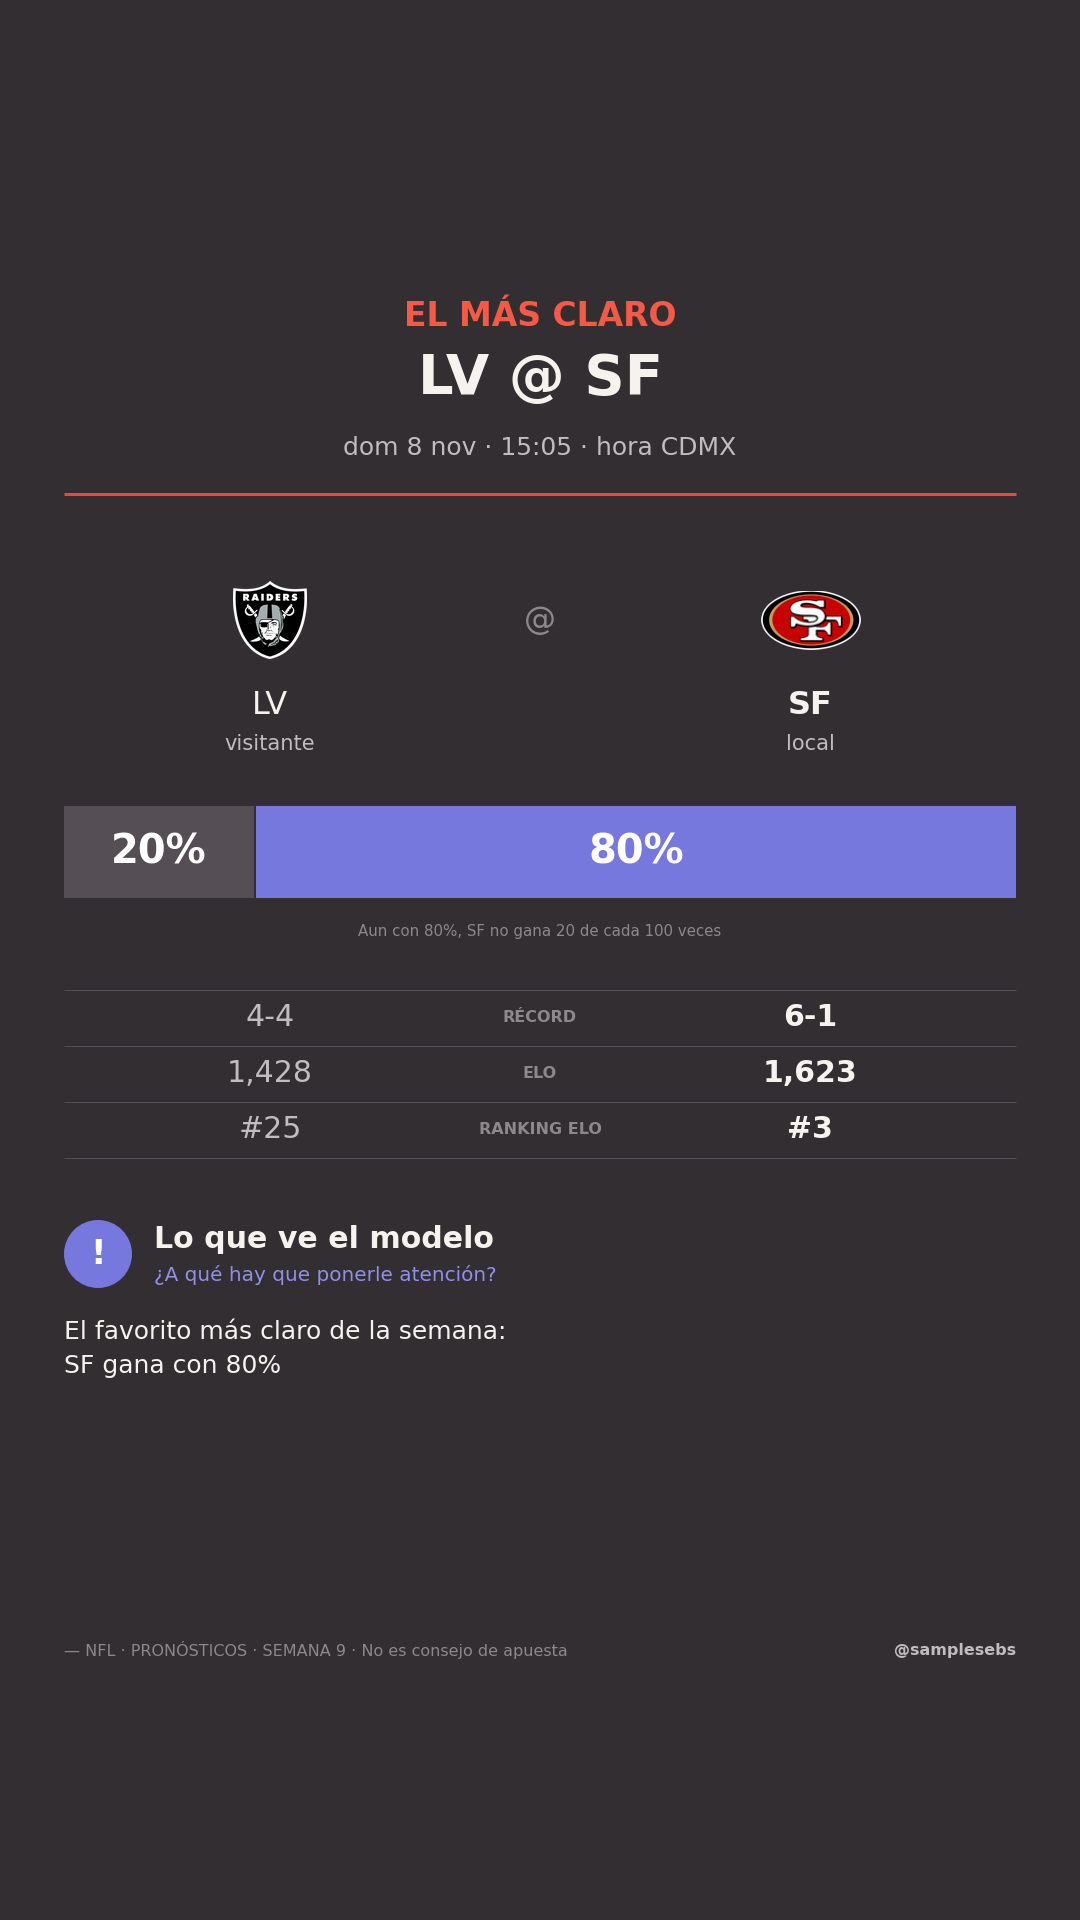 EL MÁS CLARO
LV @ SF
dom 8 nov · 15:05 · hora CDMX
RAIDERS
@
SF
LV
SF
visitante
local
20%
80%
Aun con 80%, SF no gana 20 de cada 100 veces
4-4 RÉCORD 6-1
1,428 ELO 1,623
#25 RANKING ELO #3
!
Lo que ve el modelo
¿A qué hay que ponerle atención?
El favorito más claro de la semana:
SF gana con 80%
— NFL · PRONÓSTICOS · SEMANA 9 · No es consejo de apuesta
@samplesebs